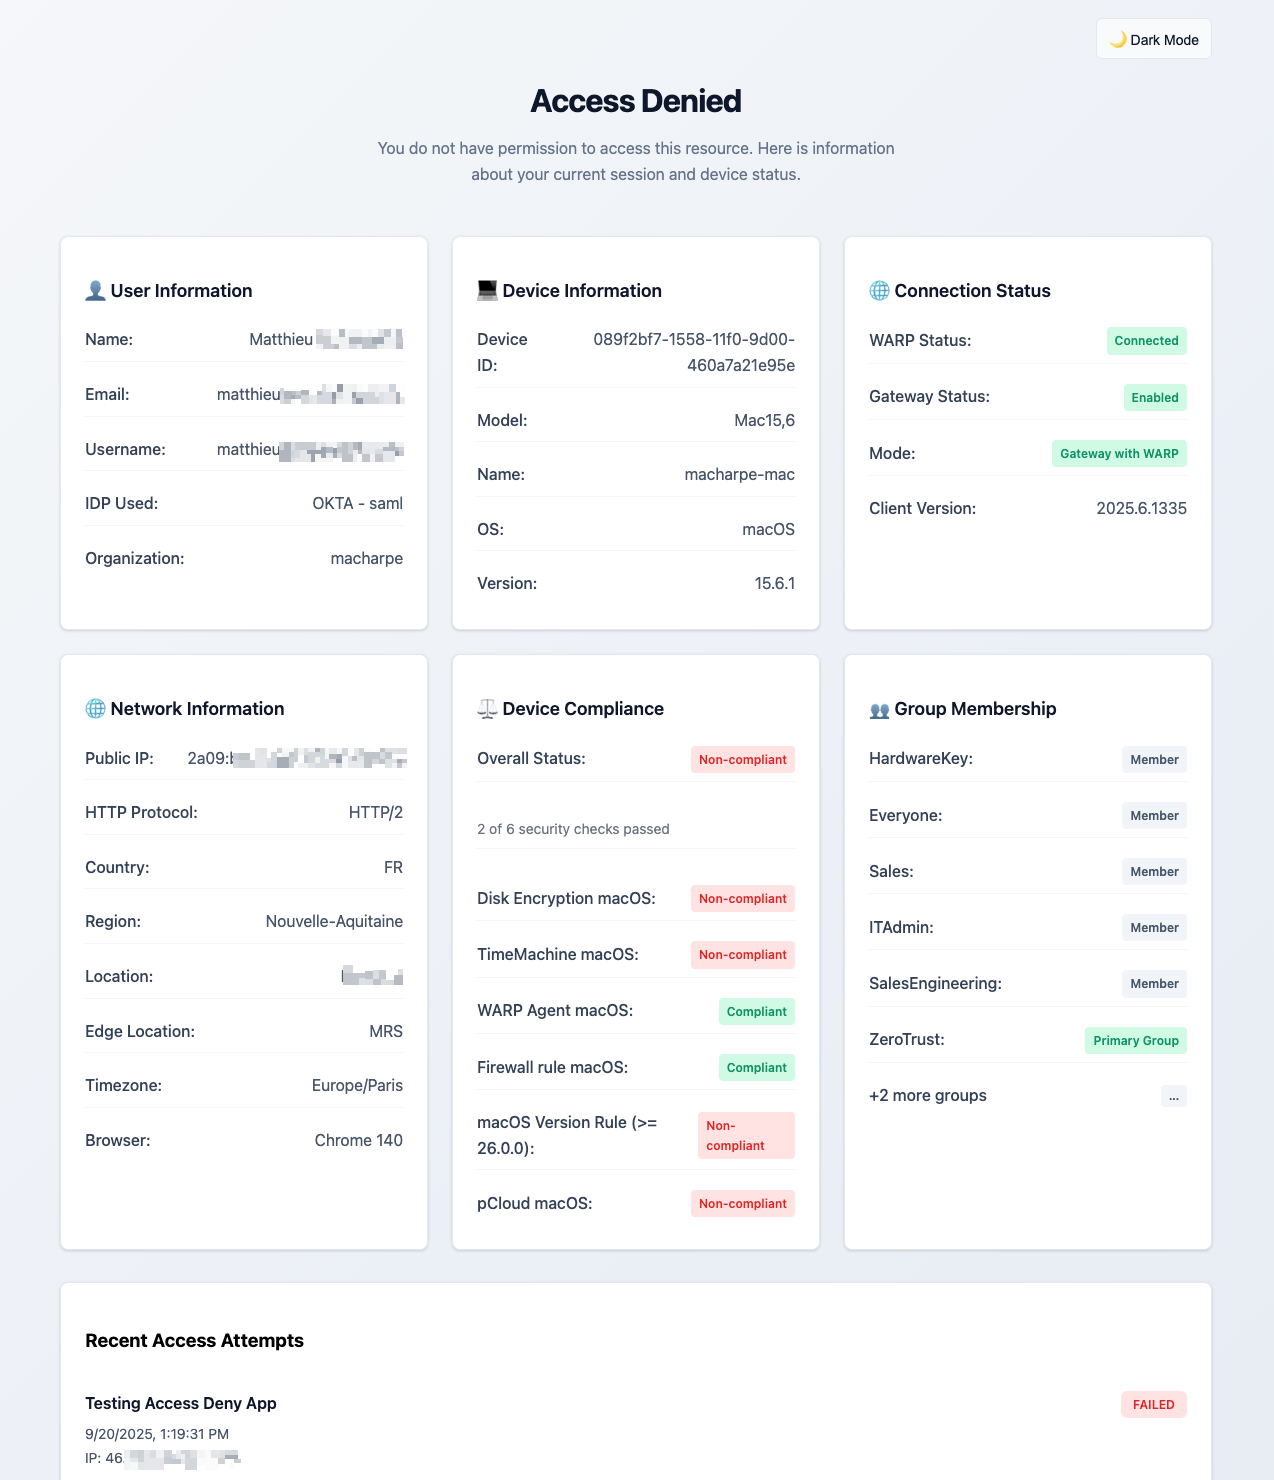 🌙 Dark Mode
Access Denied
You do not have permission to access this resource. Here is information
about your current session and device status.
👤 User Information
Name: Matthieu
Email: matthieu
Username: matthieu
IDP Used: OKTA - saml
Organization: macharpe
💻 Device Information
Device 089f2bf7-1558-11f0-9d00-
ID: 460a7a21e95e
Model: Mac15,6
Name: macharpe-mac
OS: macOS
Version: 15.6.1
🌐 Connection Status
WARP Status: Connected
Gateway Status: Enabled
Mode: Gateway with WARP
Client Version: 2025.6.1335
🌐 Network Information
Public IP: 2a09:
HTTP Protocol: HTTP/2
Country: FR
Region: Nouvelle-Aquitaine
Location:
Edge Location: MRS
Timezone: Europe/Paris
Browser: Chrome 140
⚖️ Device Compliance
Overall Status: Non-compliant
2 of 6 security checks passed
Disk Encryption macOS: Non-compliant
TimeMachine macOS: Non-compliant
WARP Agent macOS: Compliant
Firewall rule macOS: Compliant
macOS Version Rule (>= Non-
26.0.0): compliant
pCloud macOS: Non-compliant
👥 Group Membership
HardwareKey: Member
Everyone: Member
Sales: Member
ITAdmin: Member
SalesEngineering: Member
ZeroTrust: Primary Group
+2 more groups ...
Recent Access Attempts
Testing Access Deny App FAILED
9/20/2025, 1:19:31 PM
IP: 46.